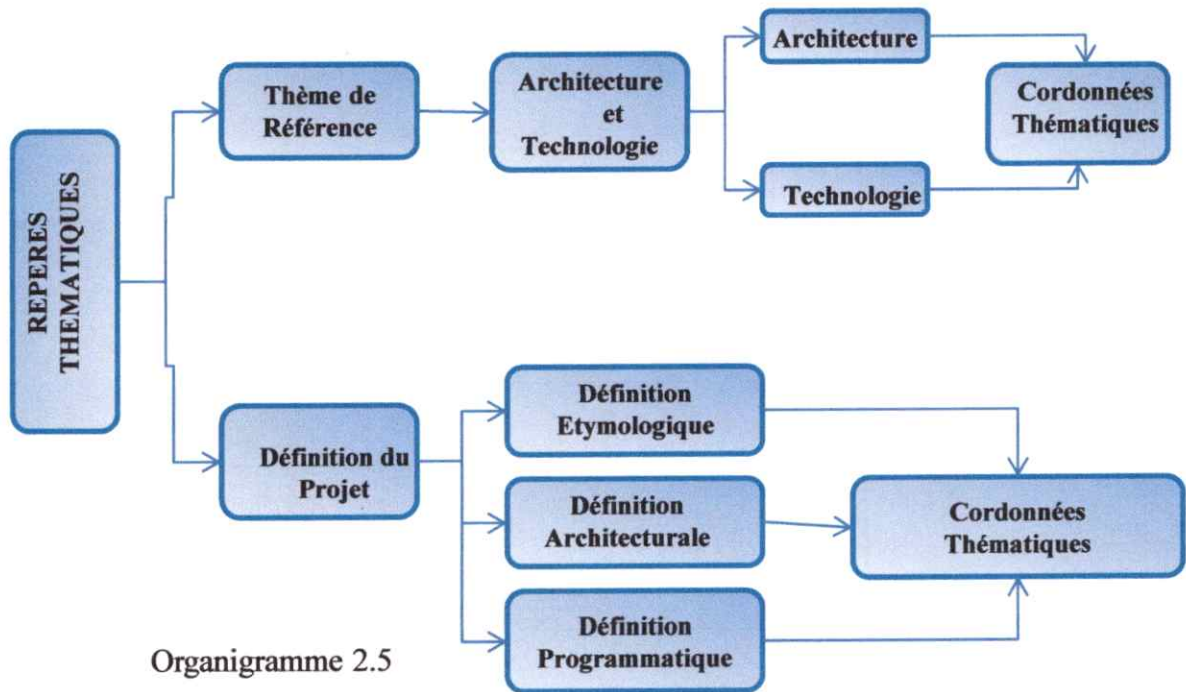 REPERES
THEMATIQUES
Thème de
Référence
Architecture
et
Technologie
Architecture
Technologie
Cordonnées
Thématiques
Définition du
Projet
Définition
Etymologique
Définition
Architecturale
Définition
Programmatique
Cordonnées
Thématiques
Organigramme 2.5